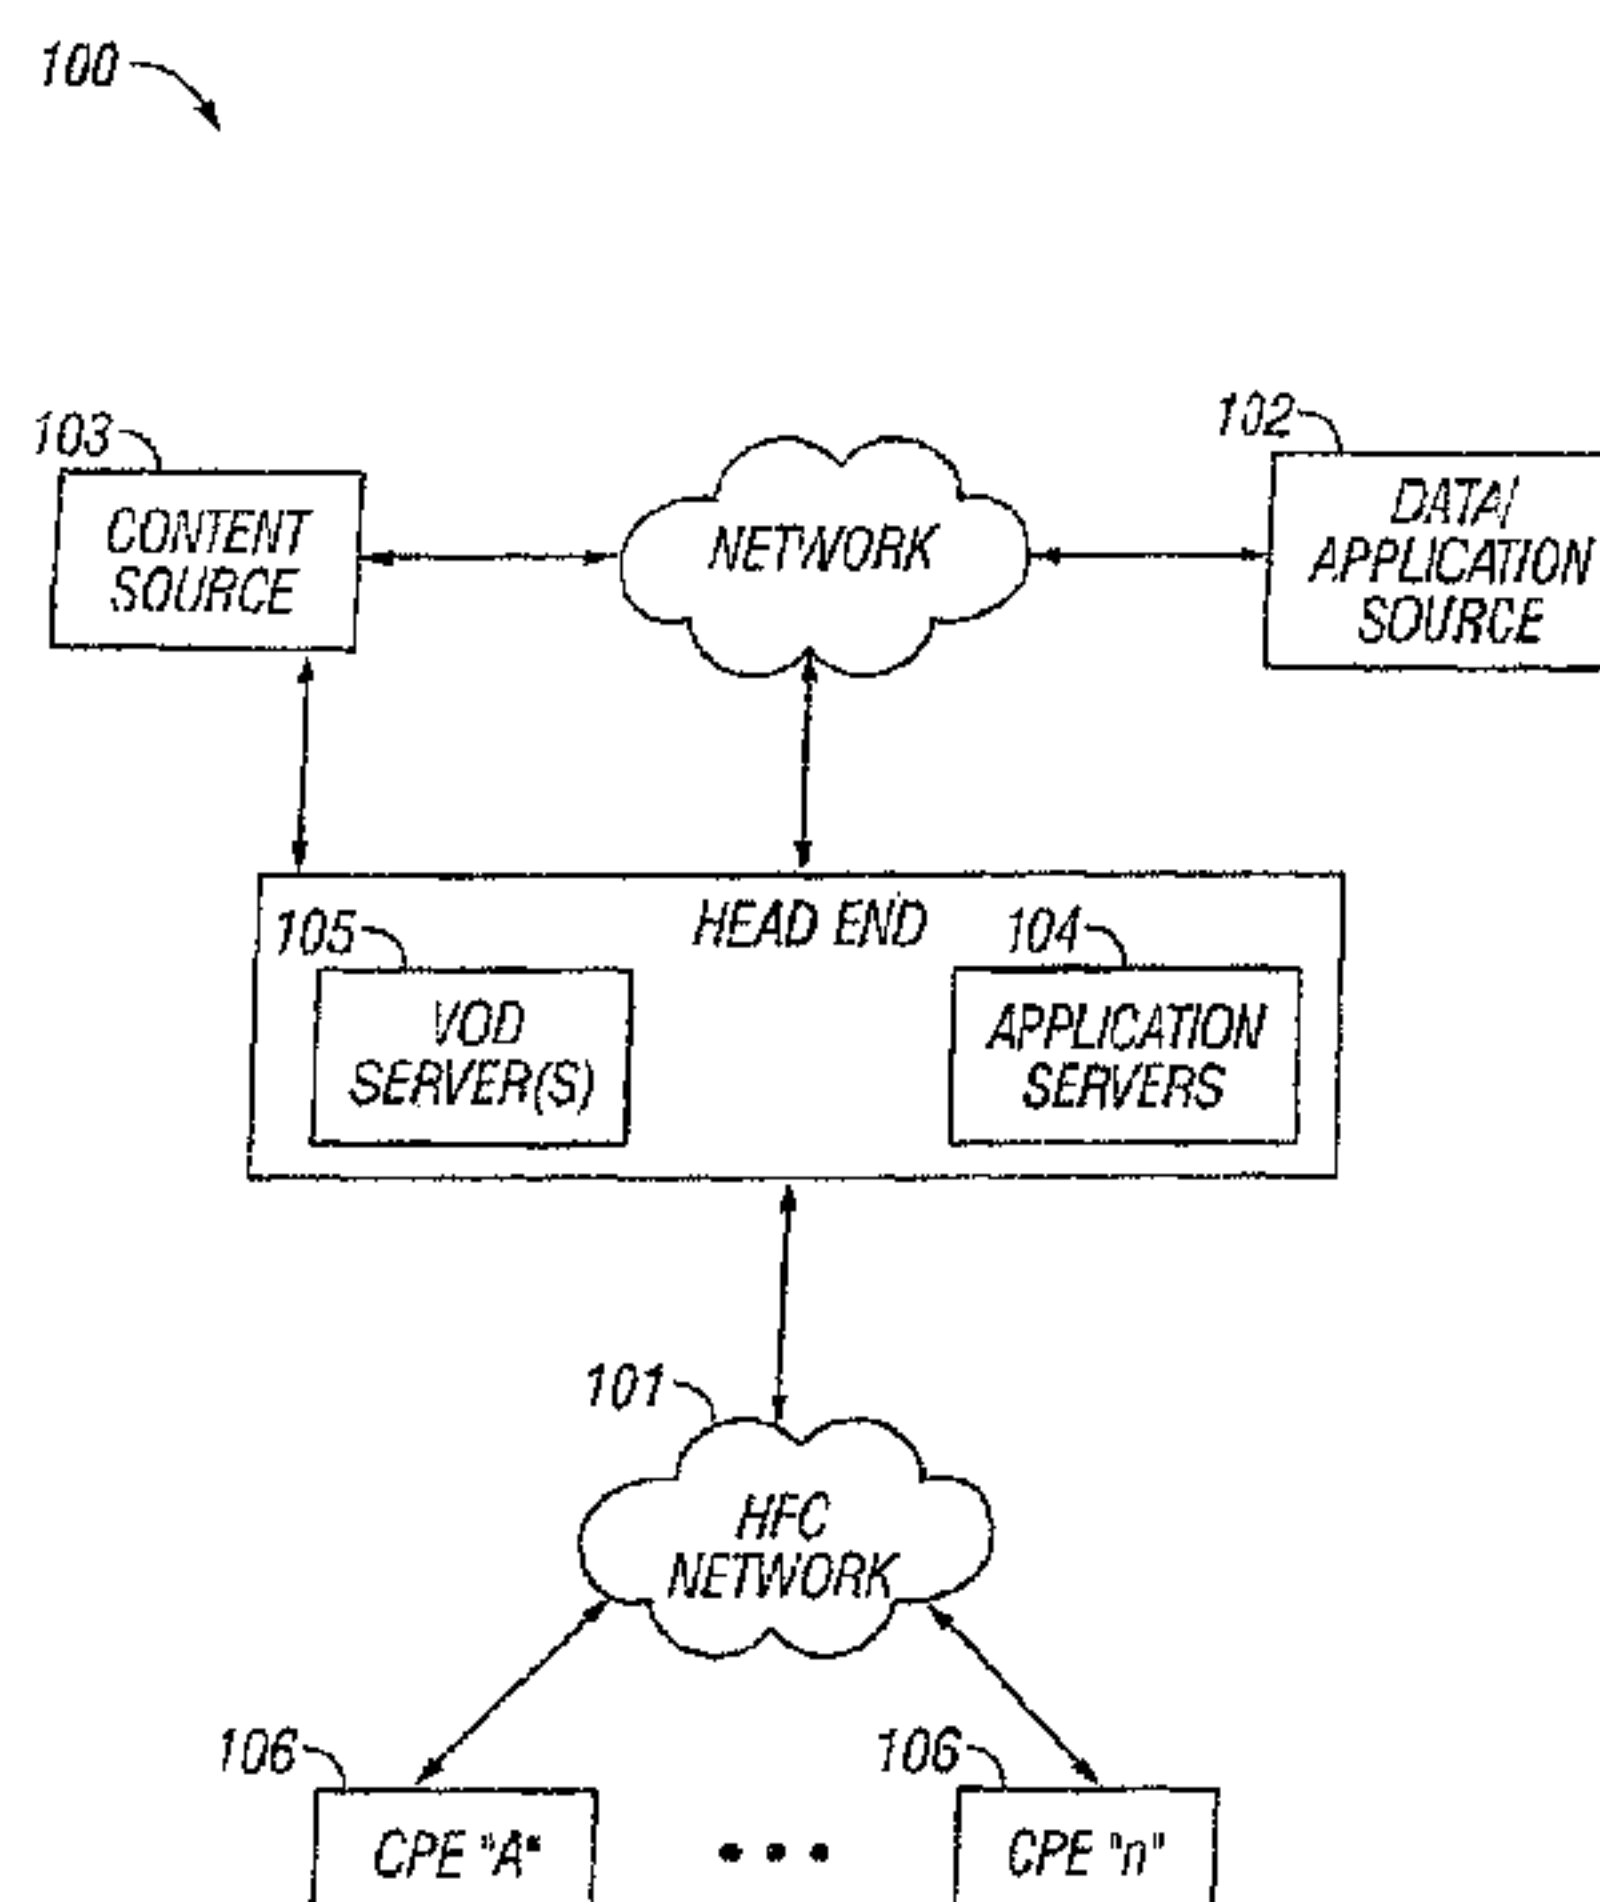 100
103
CONTENT
SOURCE
NETWORK
102
DATA/
APPLICATION
SOURCE
HEAD END
105
VOD
SERVER(S)
104
APPLICATION
SERVERS
101
HFC
NETWORK
106
CPE "A"
106
CPE "n"